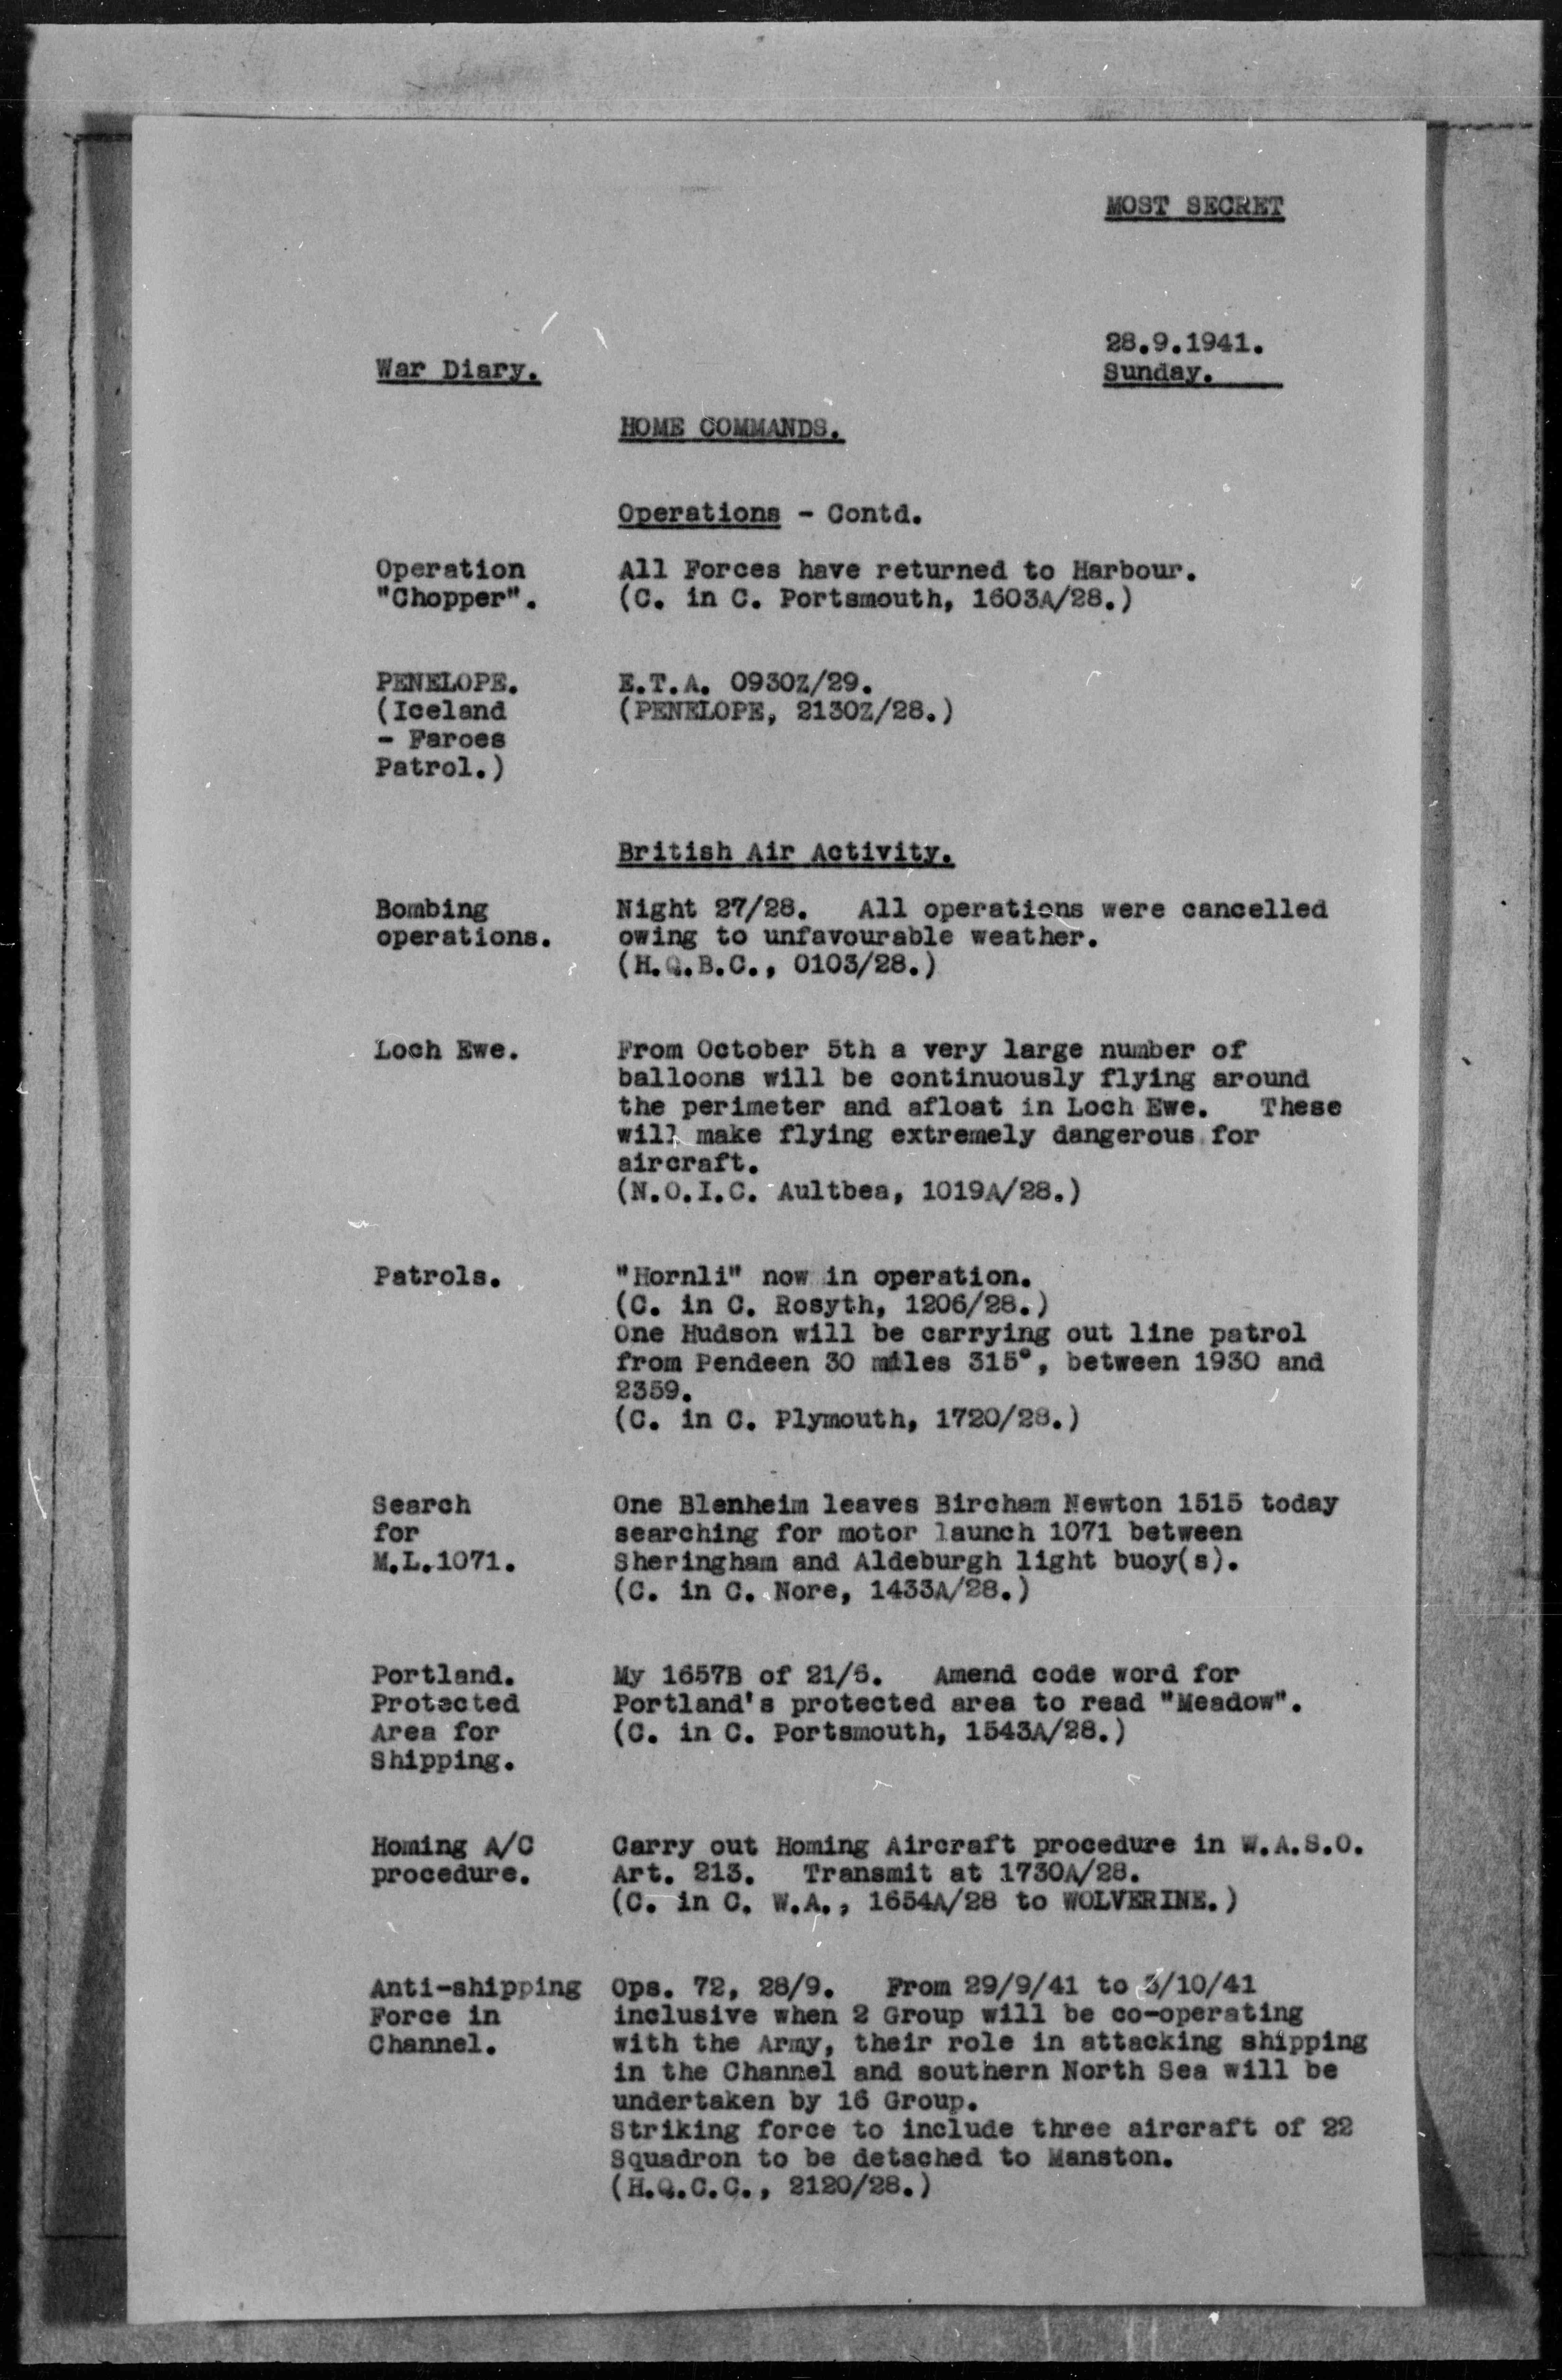 MOST SECRET
28.9.1941.
War Diary.
Sunday.
HOME COMMANDS.
Operations - Contd.
Operation
"Chopper".
All Forces have returned to Harbour.
(C. in C. Portsmouth, 1603A/28.)
PENELOPE.
(Iceland
- Faroes
Patrol.)
E.T.A. 0930Z/29.
(PENELOPE, 2130Z/28.)
British Air Activity.
Bombing
operations.
Night 27/28. All operations were cancelled
owing to unfavourable weather.
(H.Q.B.C., 0103/28.)
Loch Ewe.
From October 5th a very large number of
balloons will be continuously flying around
the perimeter and afloat in Loch Ewe. These
will make flying extremely dangerous for
aircraft.
(N.O.I.C. Aultbea, 1019A/28.)
Patrols.
"Hornli" now in operation.
(C. in C. Rosyth, 1206/28.)
One Hudson will be carrying out line patrol
from Pendeen 30 miles 315°, between 1930 and
2359.
(C. in C. Plymouth, 1720/28.)
Search
for
M.L.1071.
One Blenheim leaves Bircham Newton 1515 today
searching for motor launch 1071 between
Sheringham and Aldeburgh light buoy(s).
(C. in C. Nore, 1433A/28.)
Portland.
Protected
Area for
Shipping.
My 1657B of 21/6. Amend code word for
Portland's protected area to read "Meadow".
(C. in C. Portsmouth, 1543A/28.)
Homing A/C
procedure.
Carry out Homing Aircraft procedure in W.A.S.O.
Art. 213. Transmit at 1730A/28.
(C. in C. W.A., 1654A/28 to WOLVERINE.)
Anti-shipping
Force in
Channel.
Ops. 72, 28/9. From 29/9/41 to 3/10/41
inclusive when 2 Group will be co-operating
with the Army, their role in attacking shipping
in the Channel and southern North Sea will be
undertaken by 16 Group.
Striking force to include three aircraft of 22
Squadron to be detached to Manston.
(H.Q.C.C., 2120/28.)